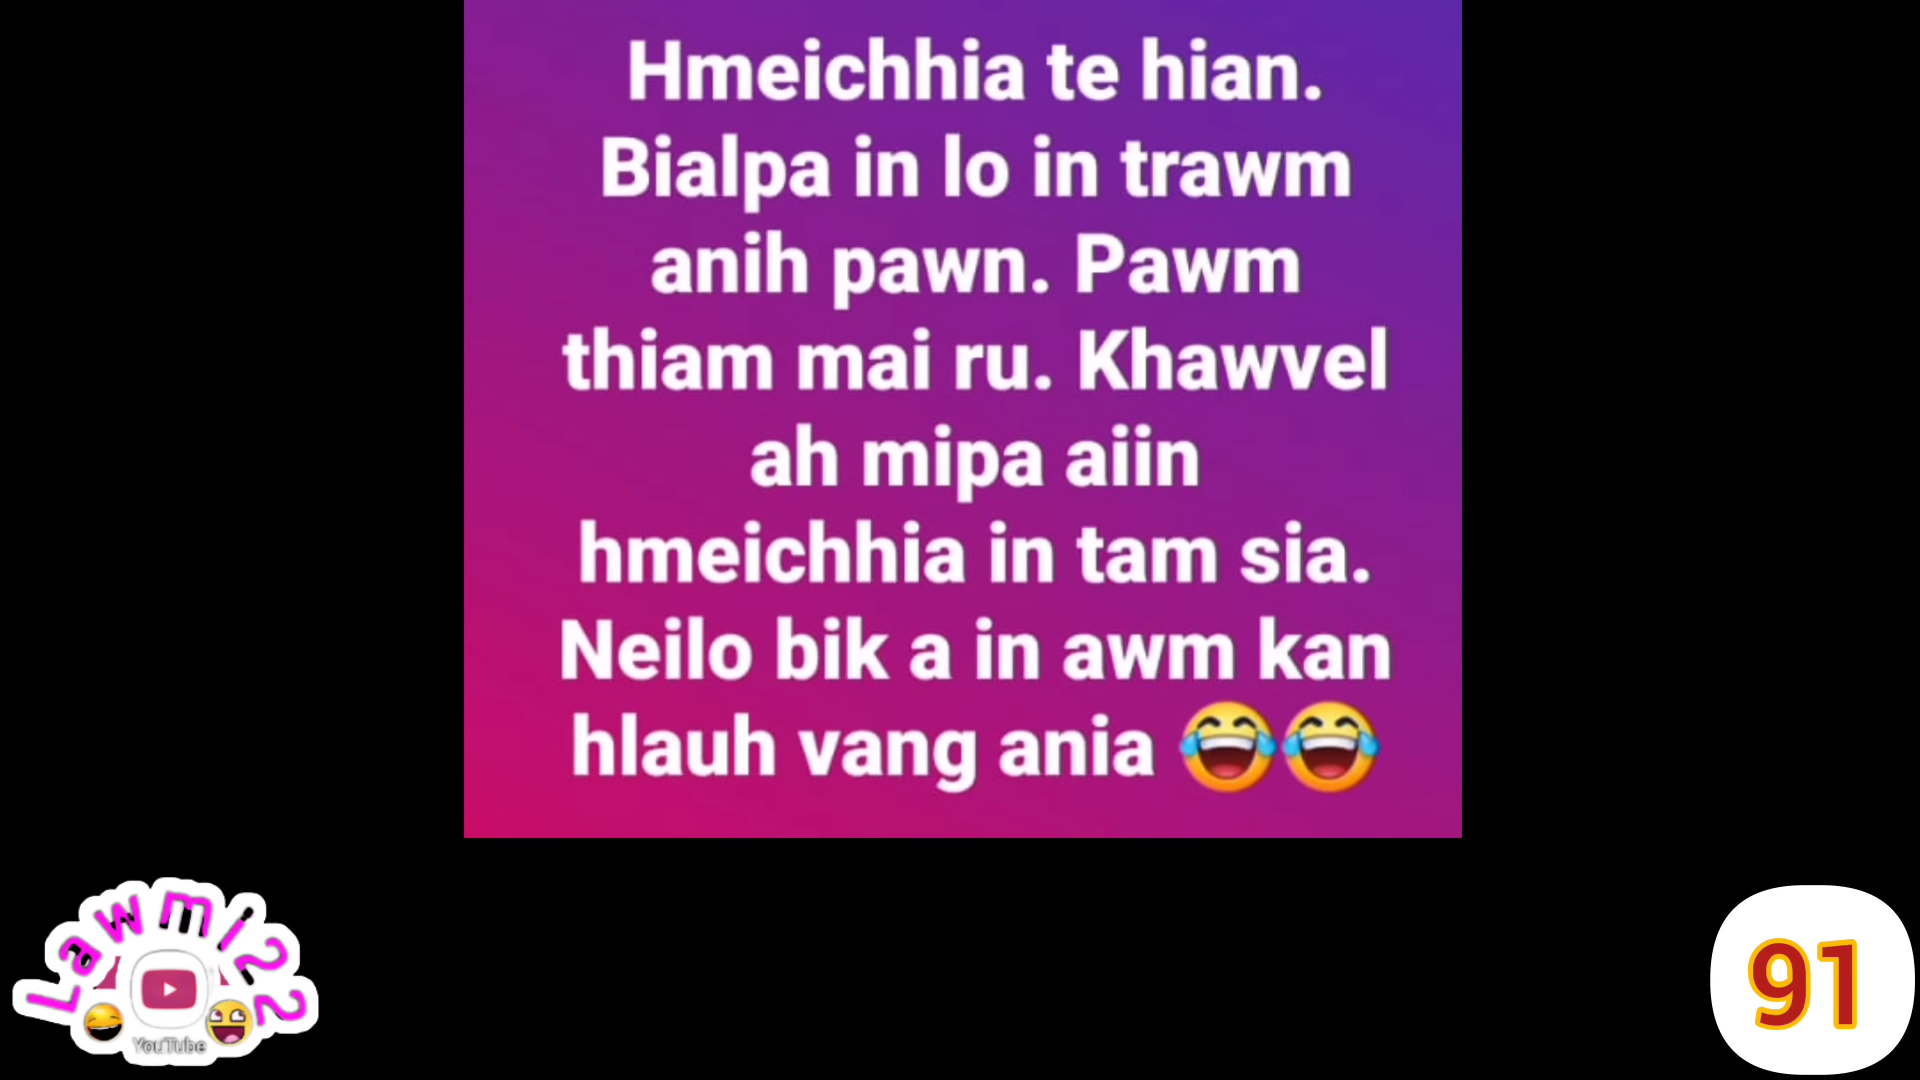 Hmeichhia te hian.
Bialpa in lo in trawm
anih pawn. Pawm
thiam mai ru. Khawvel
ah mipa aiin
hmeichhia in tam sia.
Neilo bik a in awm kan
hlauh vang ania 😂😂
Lawmi22
YouTube
91